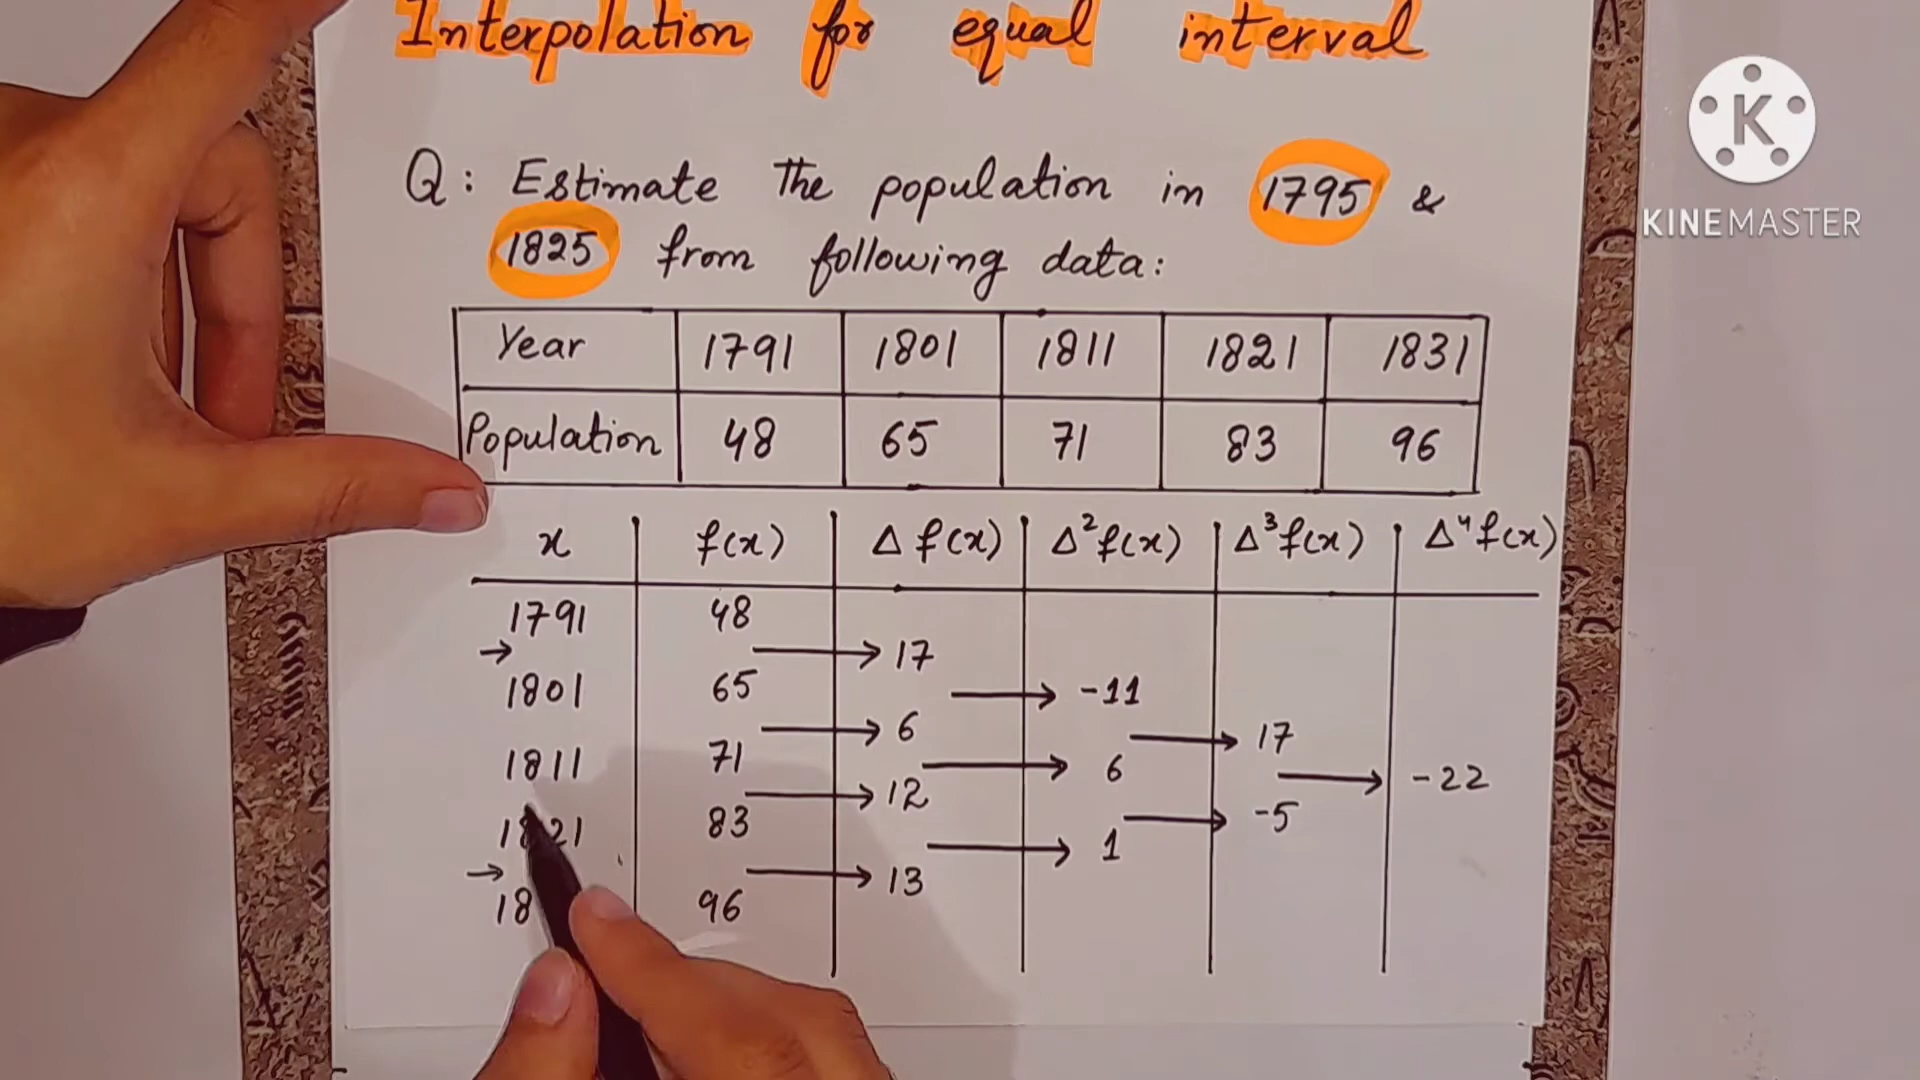 Interpolation for equal interval
Q: Estimate the population in 1795 &
1825 from following data:
Year 1791 1801 1811 1821 1831
Population 48 65 71 83 96
x f(x) Δ f(x) Δ²f(x) Δ³f(x) Δ⁴f(x)
1791 48
→ → 17
1801 65 → -11
→ 6 → 17
1811 71 → 6 → -22
→ 12 → -5
1821 83 → 1
→ → 13
18 96
K
KINEMASTER